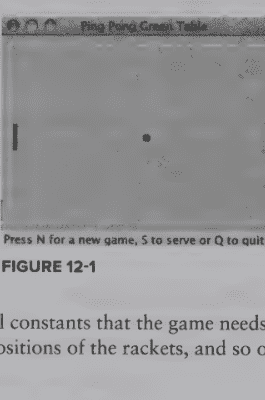 Ping Pong Green Table
Press N for a new game, S to serve or Q to quit
FIGURE 12-1
l constants that the game needs
ositions of the rackets, and so o